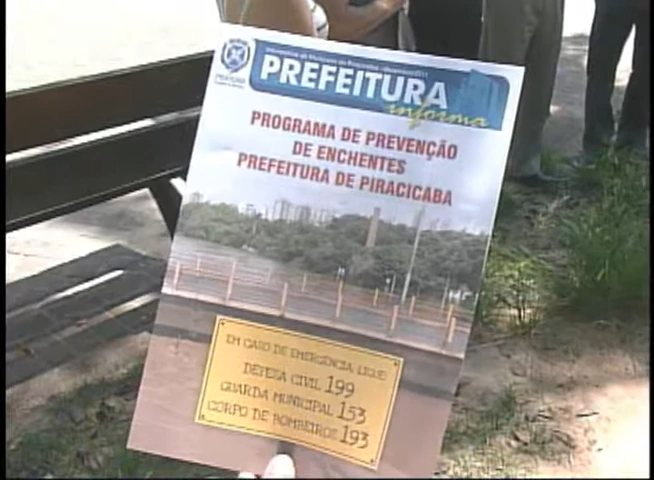 PREFEITURA
informa
PROGRAMA DE PREVENÇÃO
DE ENCHENTES
PREFEITURA DE PIRACICABA
EM CASO DE EMERGÊNCIA LIGUE:
DEFESA CIVIL 199
GUARDA MUNICIPAL 153
CORPO DE BOMBEIROS 193